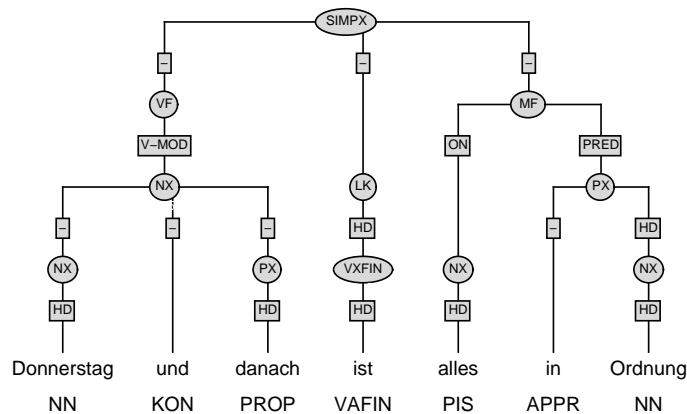 SIMPX
– – –
VF MF
V–MOD ON PRED
NX LK PX
– – – HD – HD
NX PX VXFIN NX NX
HD HD HD HD HD
Donnerstag und danach ist alles in Ordnung
NN KON PROP VAFIN PIS APPR NN